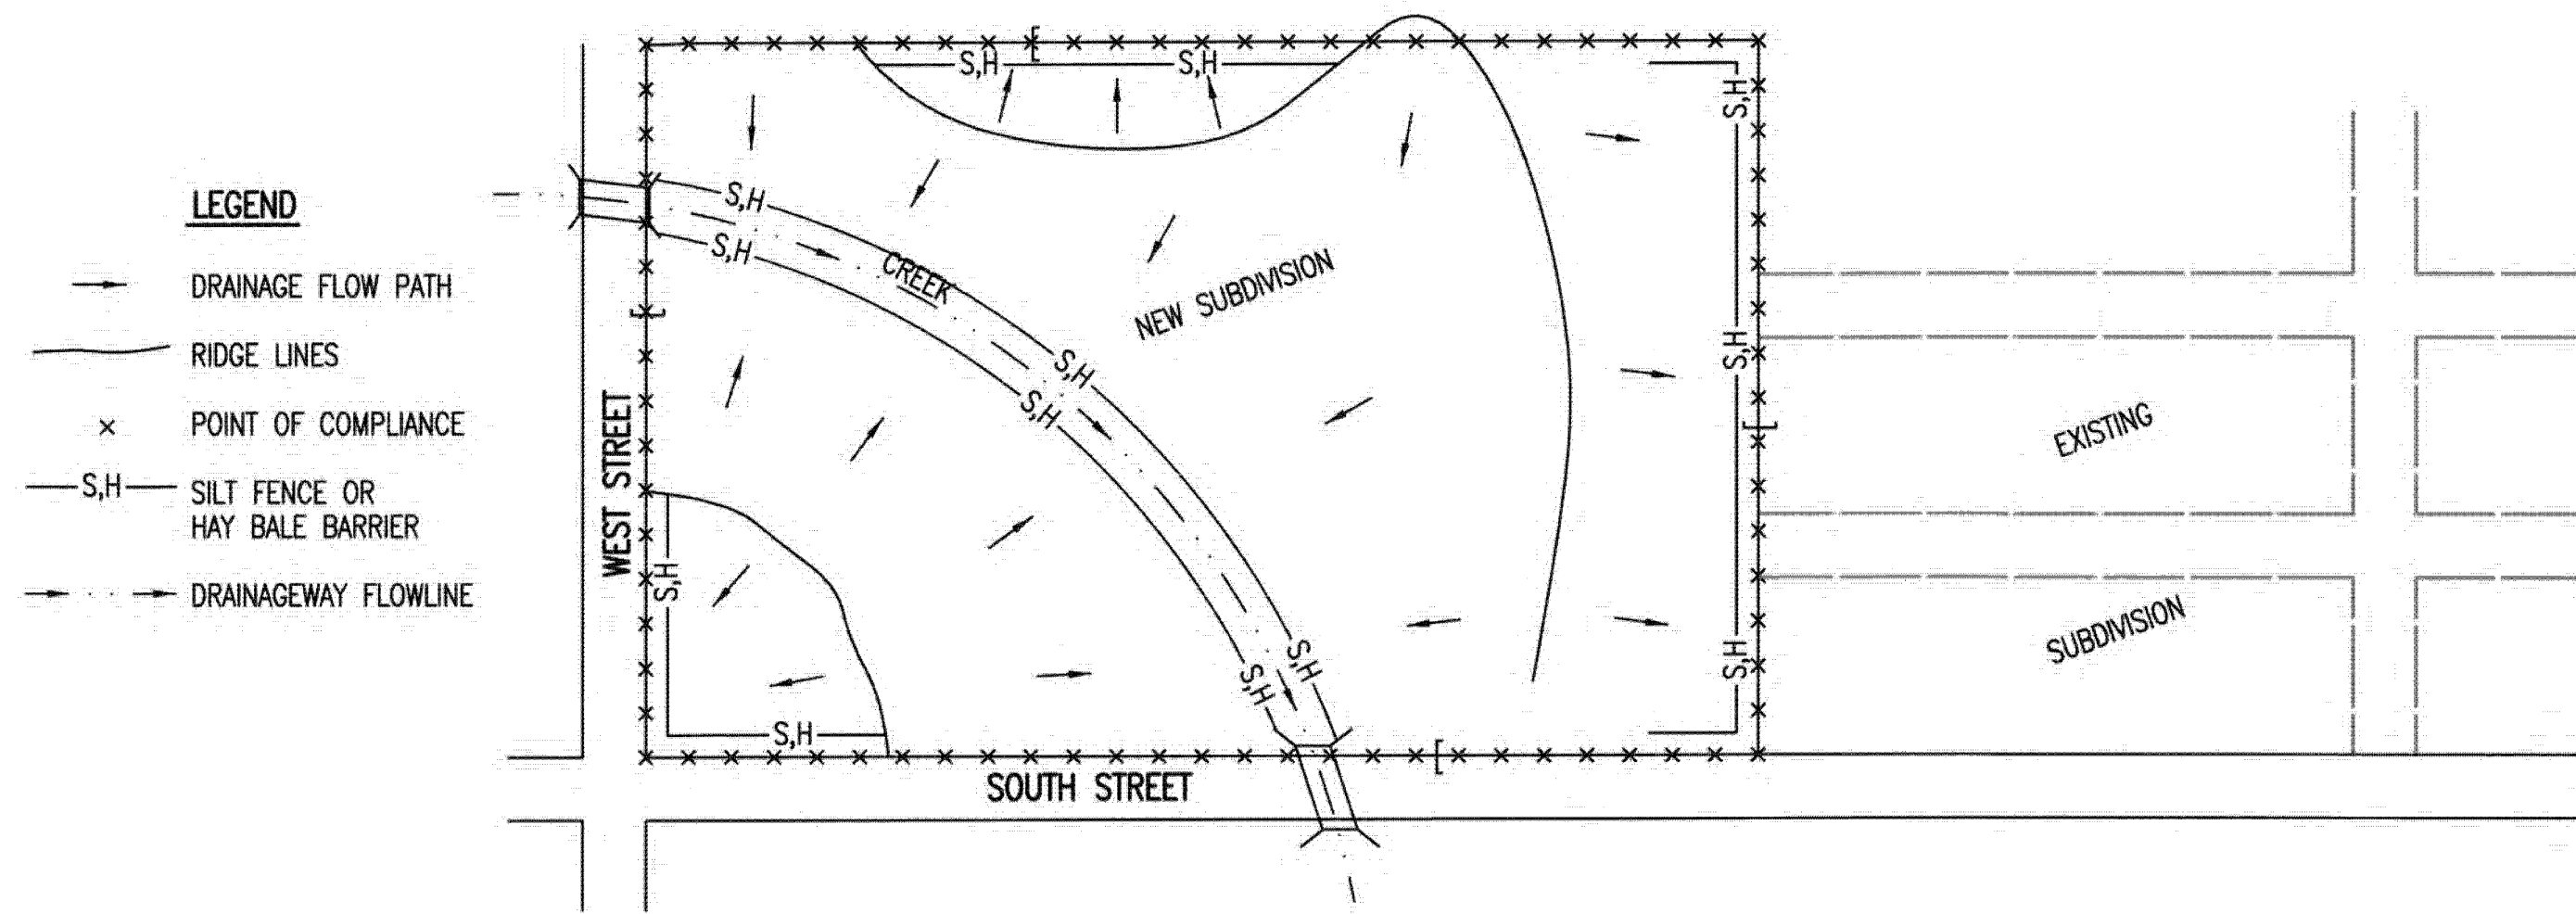 LEGEND
DRAINAGE FLOW PATH
RIDGE LINES
POINT OF COMPLIANCE
S,H
SILT FENCE OR
HAY BALE BARRIER
DRAINAGEWAY FLOWLINE
WEST STREET
SOUTH STREET
CREEK
NEW SUBDIVISION
EXISTING
SUBDIVISION
S,H
S,H
S,H
S,H
S,H
S,H
S,H
S,H
S,H
S,H
S,H
S,H
S,H
S,H